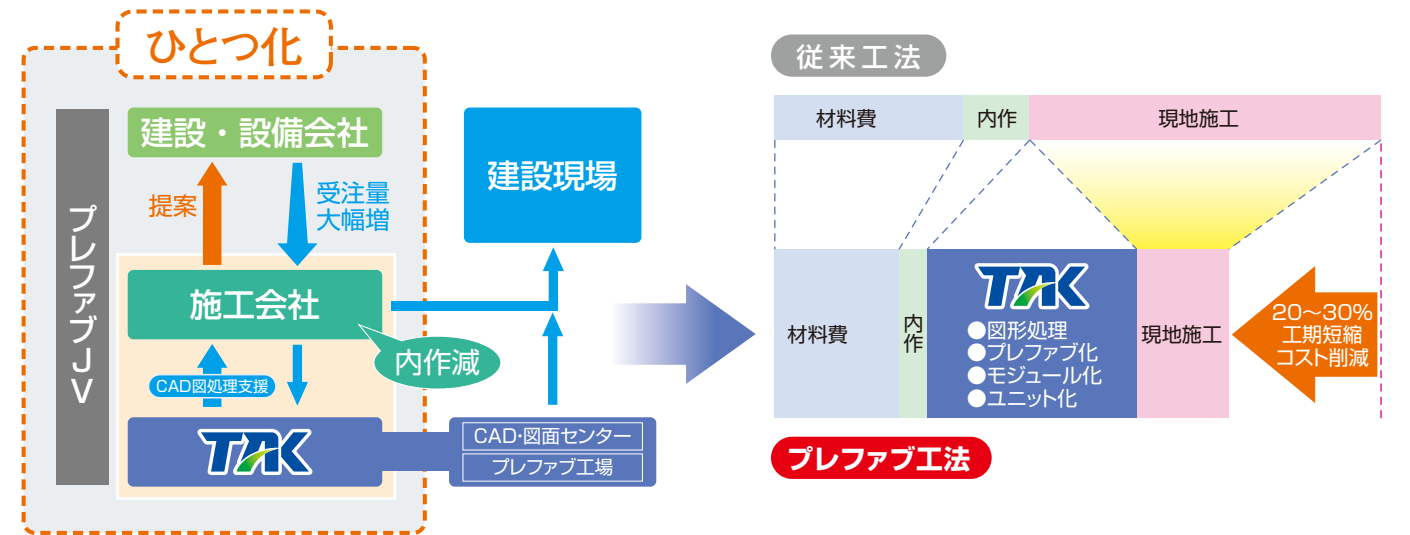 ひとつ化
プレファブJV
建設・設備会社
提案
受注量
大幅増
施工会社
内作減
CAD図処理支援
TAK
CAD・図面センター
プレファブ工場
建設現場
従来工法
材料費
内作
現地施工
材料費
内作
TAK
●図形処理
●プレファブ化
●モジュール化
●ユニット化
現地施工
20〜30%
工期短縮
コスト削減
プレファブ工法